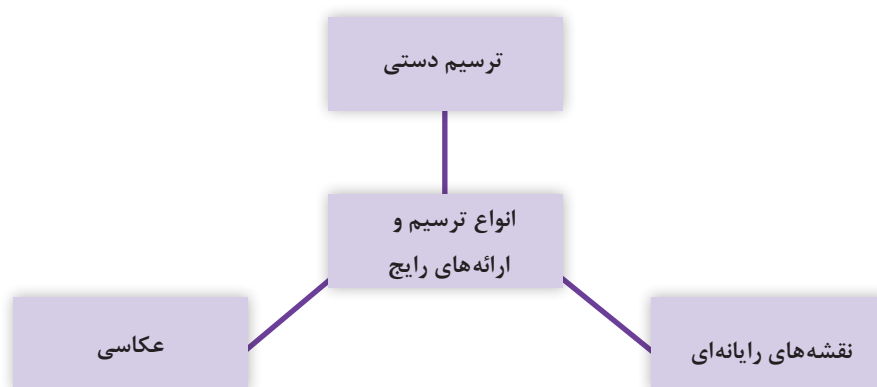 ترسیم دستی
انواع ترسیم و
ارائه‌های رایج
نقشه‌های رایانه‌ای
عکاسی